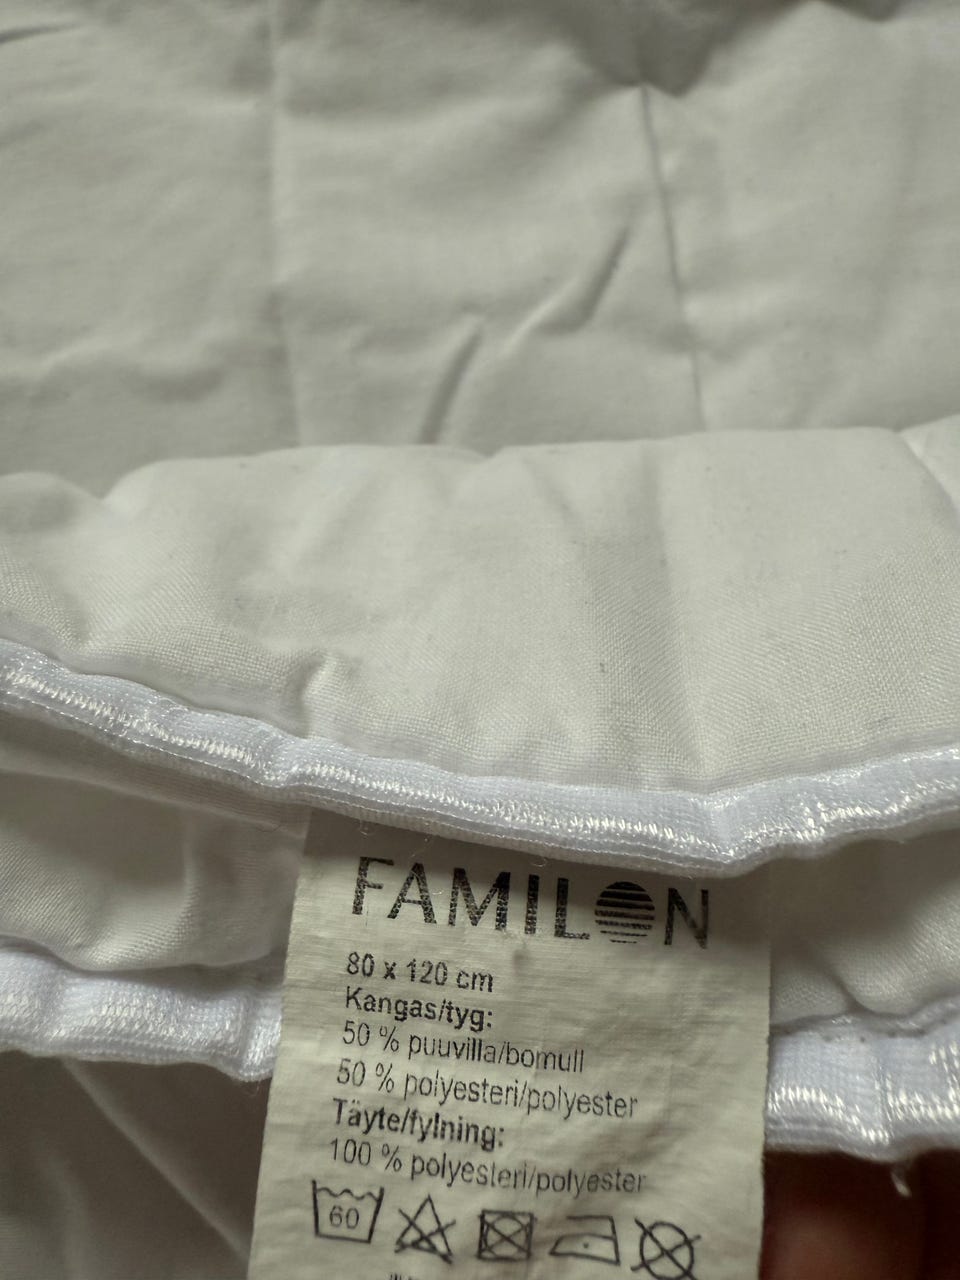 FAMILON
80 x 120 cm
Kangas/tyg:
50 % puuvilla/bomull
50 % polyesteri/polyester
Täyte/fylning:
100 % polyesteri/polyester
60